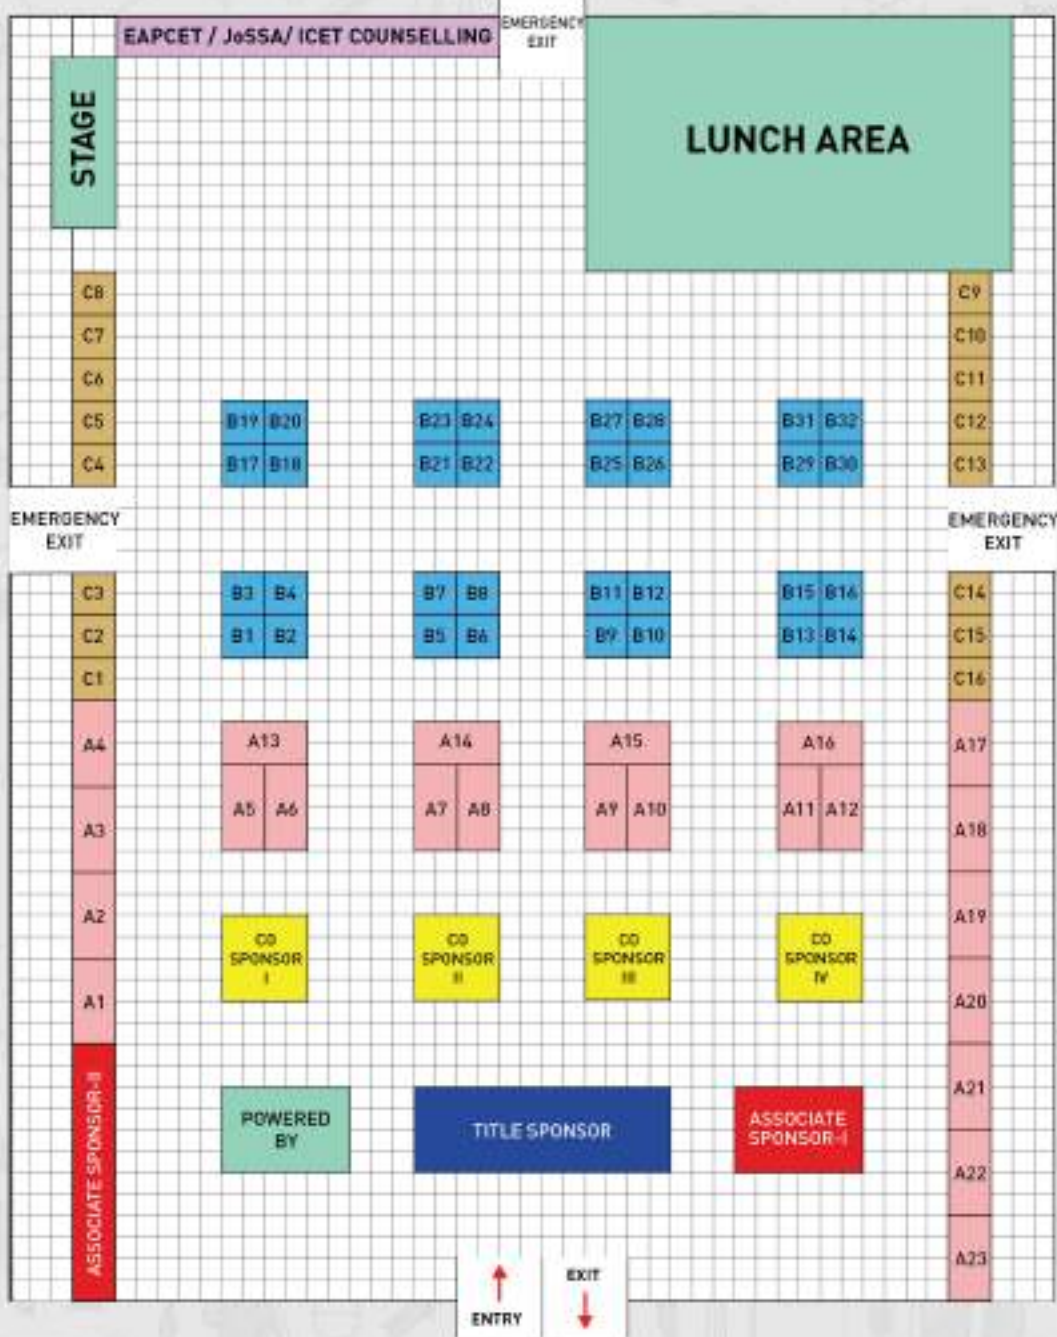 EAPCET / JoSSA/ ICET COUNSELLING
EMERGENCY
EXIT
STAGE
LUNCH AREA
C8
C9
C7
C10
C6
C11
C5
B19 B20
B23 B24
B27 B28
B31 B32
C12
C4
B17 B18
B21 B22
B25 B26
B29 B30
C13
EMERGENCY
EXIT
EMERGENCY
EXIT
C3
B3 B4
B7 B8
B11 B12
B15 B16
C14
C2
B1 B2
B5 B6
B9 B10
B13 B14
C15
C1
C16
A4
A13
A14
A15
A16
A17
A3
A5 A6
A7 A8
A9 A10
A11 A12
A18
A2
A19
CO
SPONSOR
I
CO
SPONSOR
II
CO
SPONSOR
III
CO
SPONSOR
IV
A1
A20
ASSOCIATE SPONSOR-II
POWERED
BY
TITLE SPONSOR
ASSOCIATE
SPONSOR-I
A21
A22
A23
ENTRY
EXIT